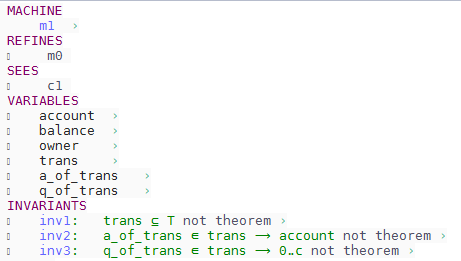 MACHINE
m1 ›
REFINES
▯ m0
SEES
▯ c1
VARIABLES
▯ account ›
▯ balance ›
▯ owner ›
▯ trans ›
▯ a_of_trans ›
▯ q_of_trans ›
INVARIANTS
▯ inv1: trans ⊆ T not theorem ›
▯ inv2: a_of_trans ∈ trans → account not theorem ›
▯ inv3: q_of_trans ∈ trans → 0‥c not theorem ›